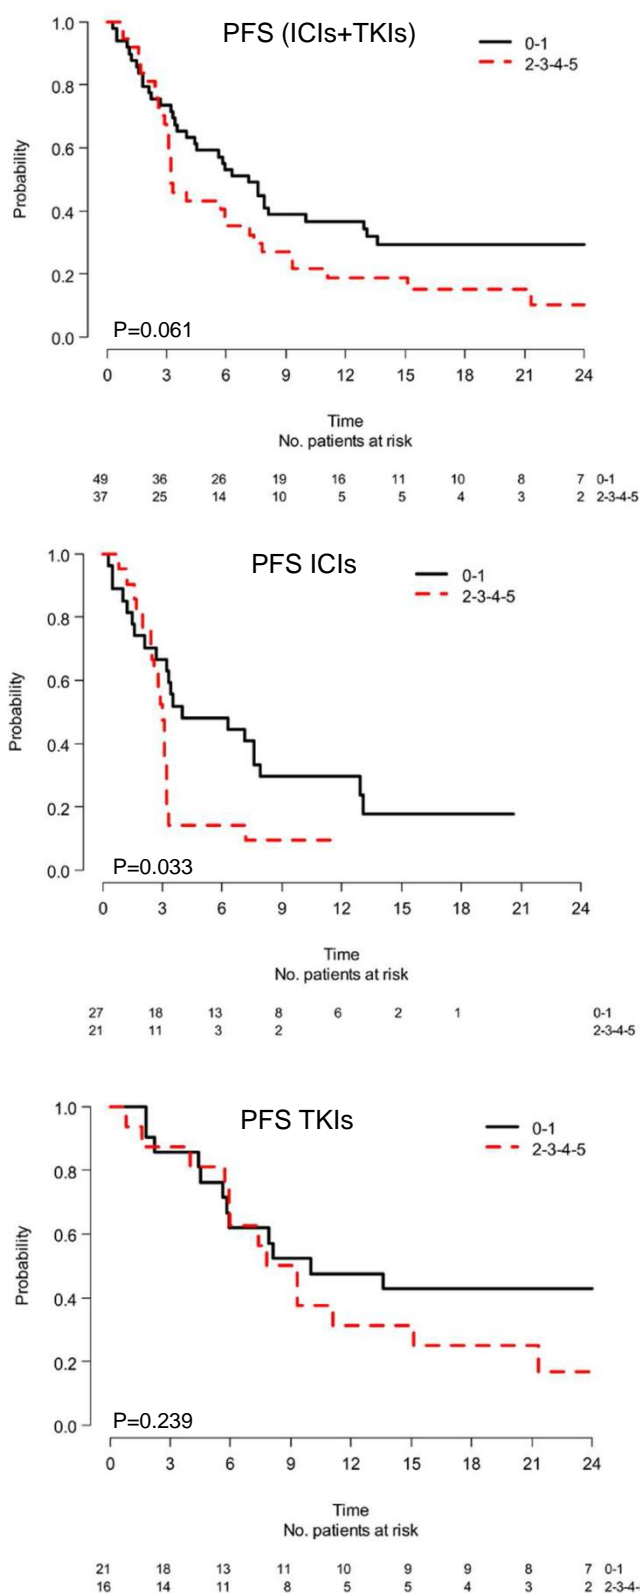 PFS (ICIs+TKIs)
0-1
2-3-4-5
Probability
1.0
0.8
0.6
0.4
0.2
0.0
P=0.061
0 3 6 9 12 15 18 21 24
Time
No. patients at risk
49 36 26 19 16 11 10 8 7 0-1
37 25 14 10 5 5 4 3 2 2-3-4-5
PFS ICIs
0-1
2-3-4-5
Probability
1.0
0.8
0.6
0.4
0.2
0.0
P=0.033
0 3 6 9 12 15 18 21 24
Time
No. patients at risk
27 18 13 8 6 2 1 0-1
21 11 3 2 2-3-4-5
PFS TKIs
0-1
2-3-4-5
Probability
1.0
0.8
0.6
0.4
0.2
0.0
P=0.239
0 3 6 9 12 15 18 21 24
Time
No. patients at risk
21 18 13 11 10 9 9 8 7 0-1
16 14 11 8 5 5 4 3 2 2-3-4-